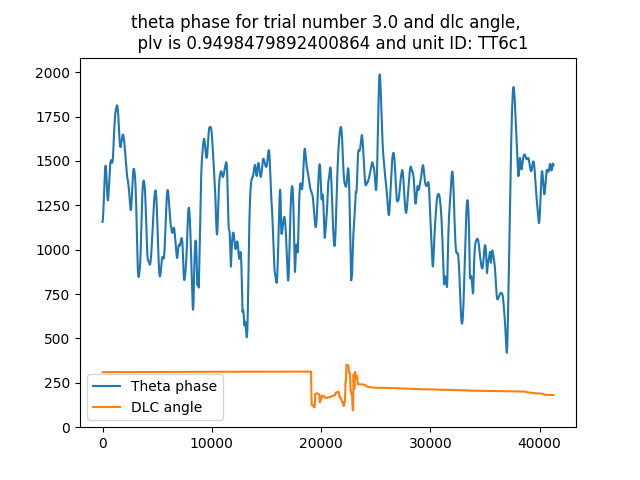 theta phase for trial number 3.0 and dlc angle,
plv is 0.9498479892400864 and unit ID: TT6c1
2000
1750
1500
1250
1000
750
500
250
0
Theta phase
DLC angle
0 10000 20000 30000 40000